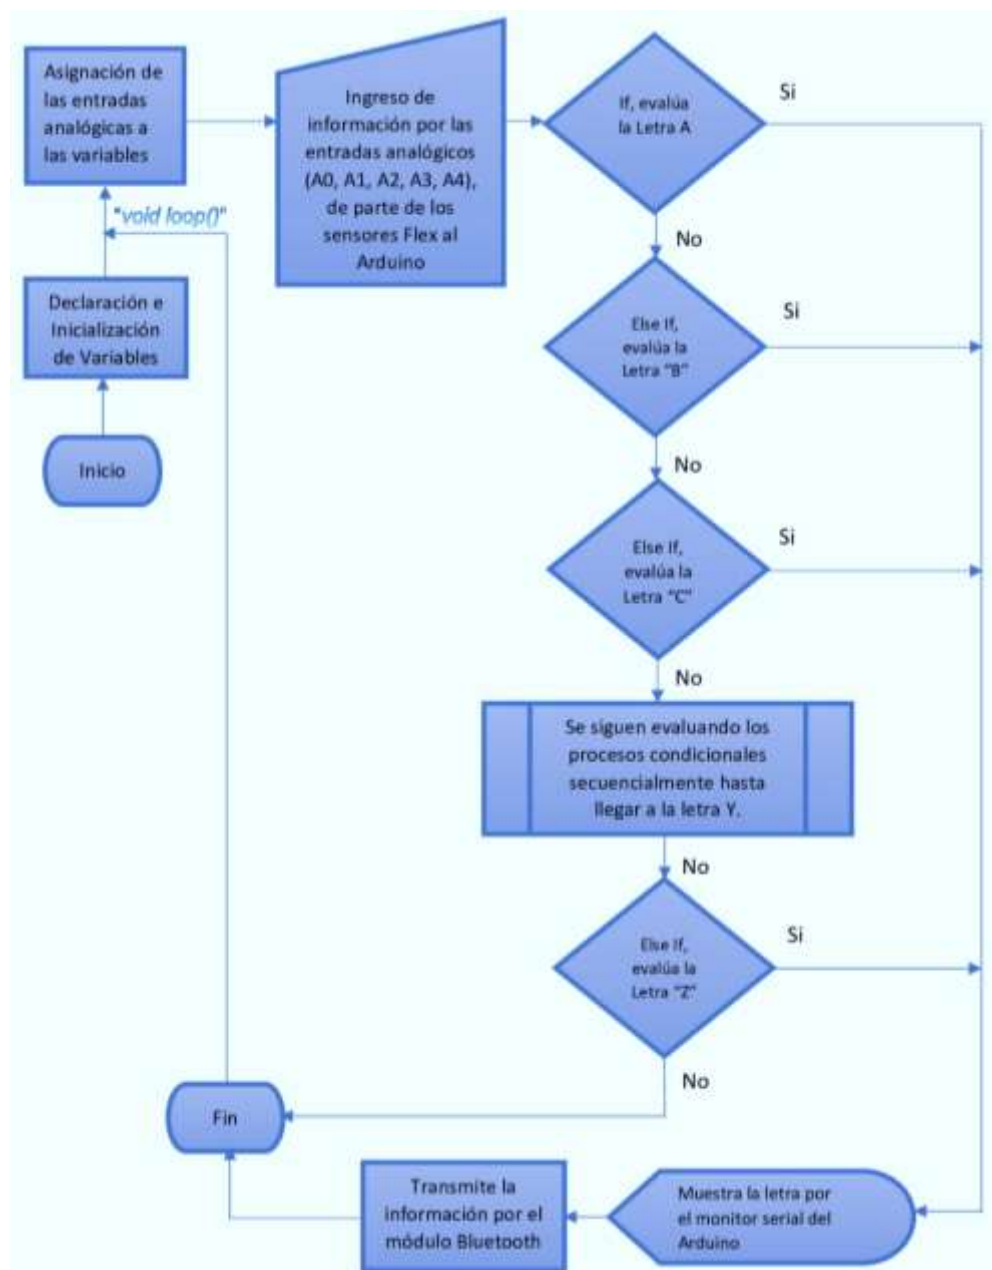 Asignación de
las entradas
analógicas a
las variables
"void loop()"
Declaración e
Inicialización
de Variables
Inicio
Ingreso de
información por las
entradas analógicos
(A0, A1, A2, A3, A4),
de parte de los
sensores Flex al
Arduino
If, evalúa
la Letra A
Si
No
Else If,
evalúa la
Letra "B"
Si
No
Else If,
evalúa la
Letra "C"
Si
No
Se siguen evaluando los
procesos condicionales
secuencialmente hasta
llegar a la letra Y.
No
Else If,
evalúa la
Letra "Z"
Si
No
Fin
Transmite la
información por el
módulo Bluetooth
Muestra la letra por
el monitor serial del
Arduino